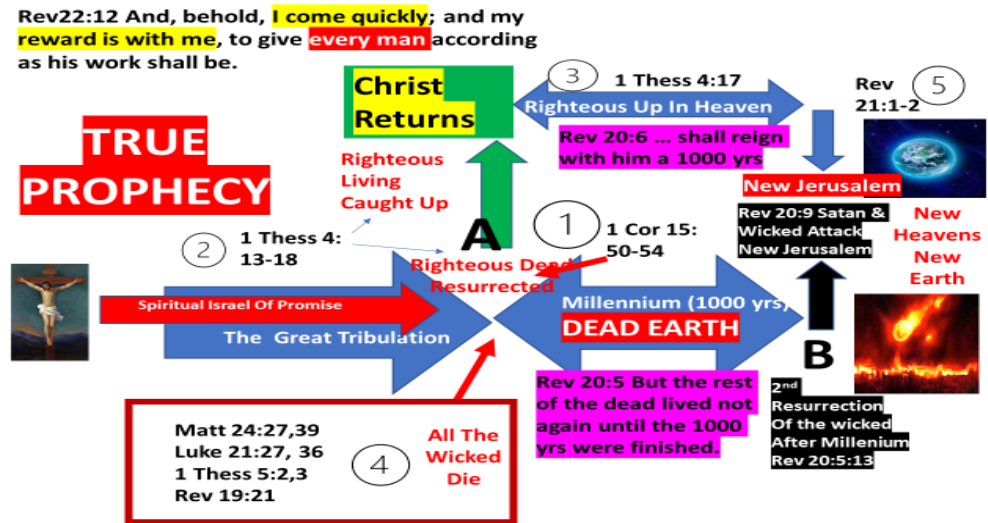 Rev22:12 And, behold, I come quickly; and my
reward is with me, to give every man according
as his work shall be.
3
1 Thess 4:17
Rev
21:1-2
5
Christ
Returns
Righteous Up In Heaven
Rev 20:6 ... shall reign
with him a 1000 yrs
TRUE
PROPHECY
Righteous
Living
Caught Up
New Jerusalem
Rev 20:9 Satan &
Wicked Attack
New Jerusalem
New
Heavens
New
Earth
2
1 Thess 4:
13-18
A
1
1 Cor 15:
50-54
Righteous Dead
Resurrected
Spiritual Israel Of Promise
The Great Tribulation
Millennium (1000 yrs)
DEAD EARTH
B
Rev 20:5 But the rest
of the dead lived not
again until the 1000
yrs were finished.
2nd
Resurrection
Of the wicked
After Millenium
Rev 20:5:13
Matt 24:27,39
Luke 21:27, 36
1 Thess 5:2,3
Rev 19:21
4
All The
Wicked
Die